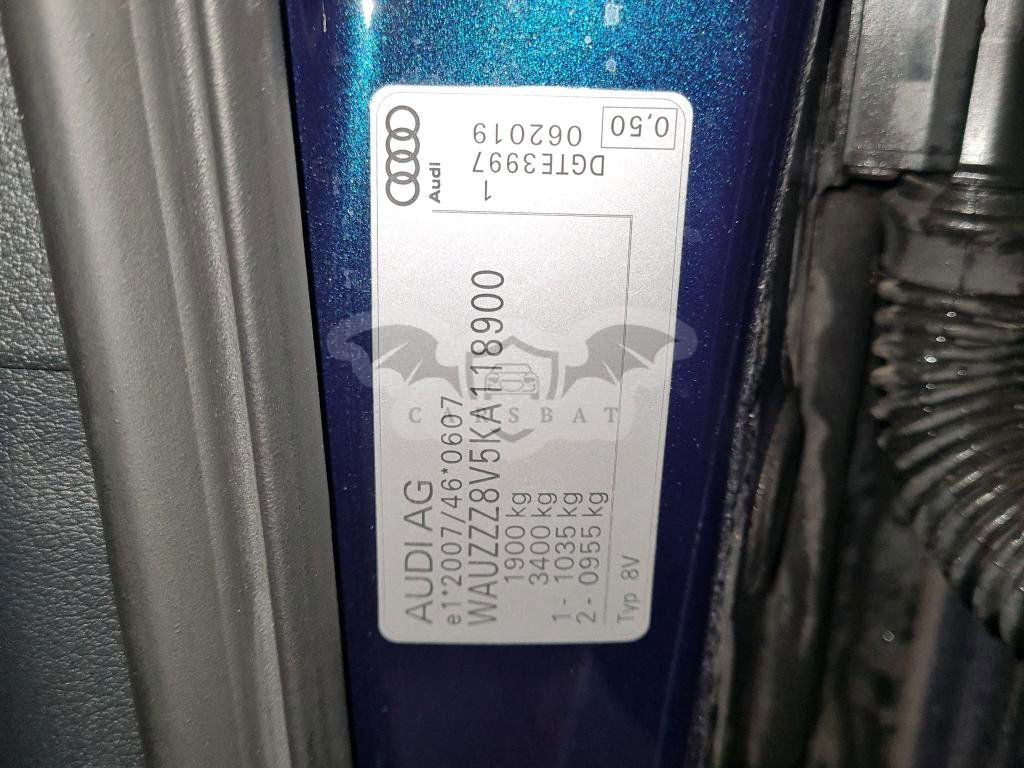 AUDI AG
e1*2007/46*0607
WAUZZZ8V5KA118900
1900 kg
3400 kg
1 - 1035 kg
2 - 0955 kg
Typ 8V
Audi
062019
1
DGTE3997
0,50
CARSBAT